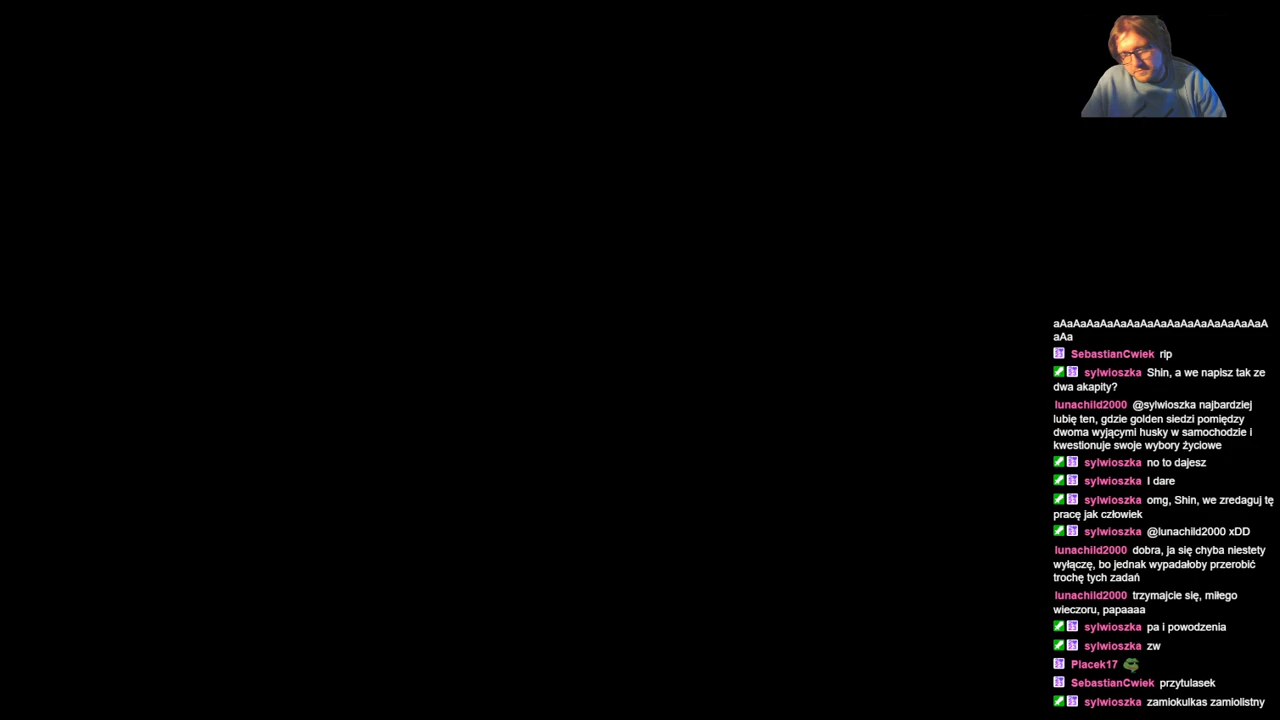 aAaAaAaAaAaAaAaAaAaAaAaAaAaAaAaA
aAa
SebastianCwiek rip
sylwioszka Shin, a we napisz tak ze
dwa akapity?
lunachild2000 @sylwioszka najbardziej
lubię ten, gdzie golden siedzi pomiędzy
dwoma wyjącymi husky w samochodzie i
kwestionuje swoje wybory życiowe
sylwioszka no to dajesz
sylwioszka I dare
sylwioszka omg, Shin, we zredaguj tę
pracę jak człowiek
sylwioszka @lunachild2000 xDD
lunachild2000 dobra, ja się chyba niestety
wyłączę, bo jednak wypadałoby przerobić
trochę tych zadań
lunachild2000 trzymajcie się, miłego
wieczoru, papaaaa
sylwioszka pa i powodzenia
sylwioszka zw
Placek17
SebastianCwiek przytulasek
sylwioszka zamiokulkas zamiolistny